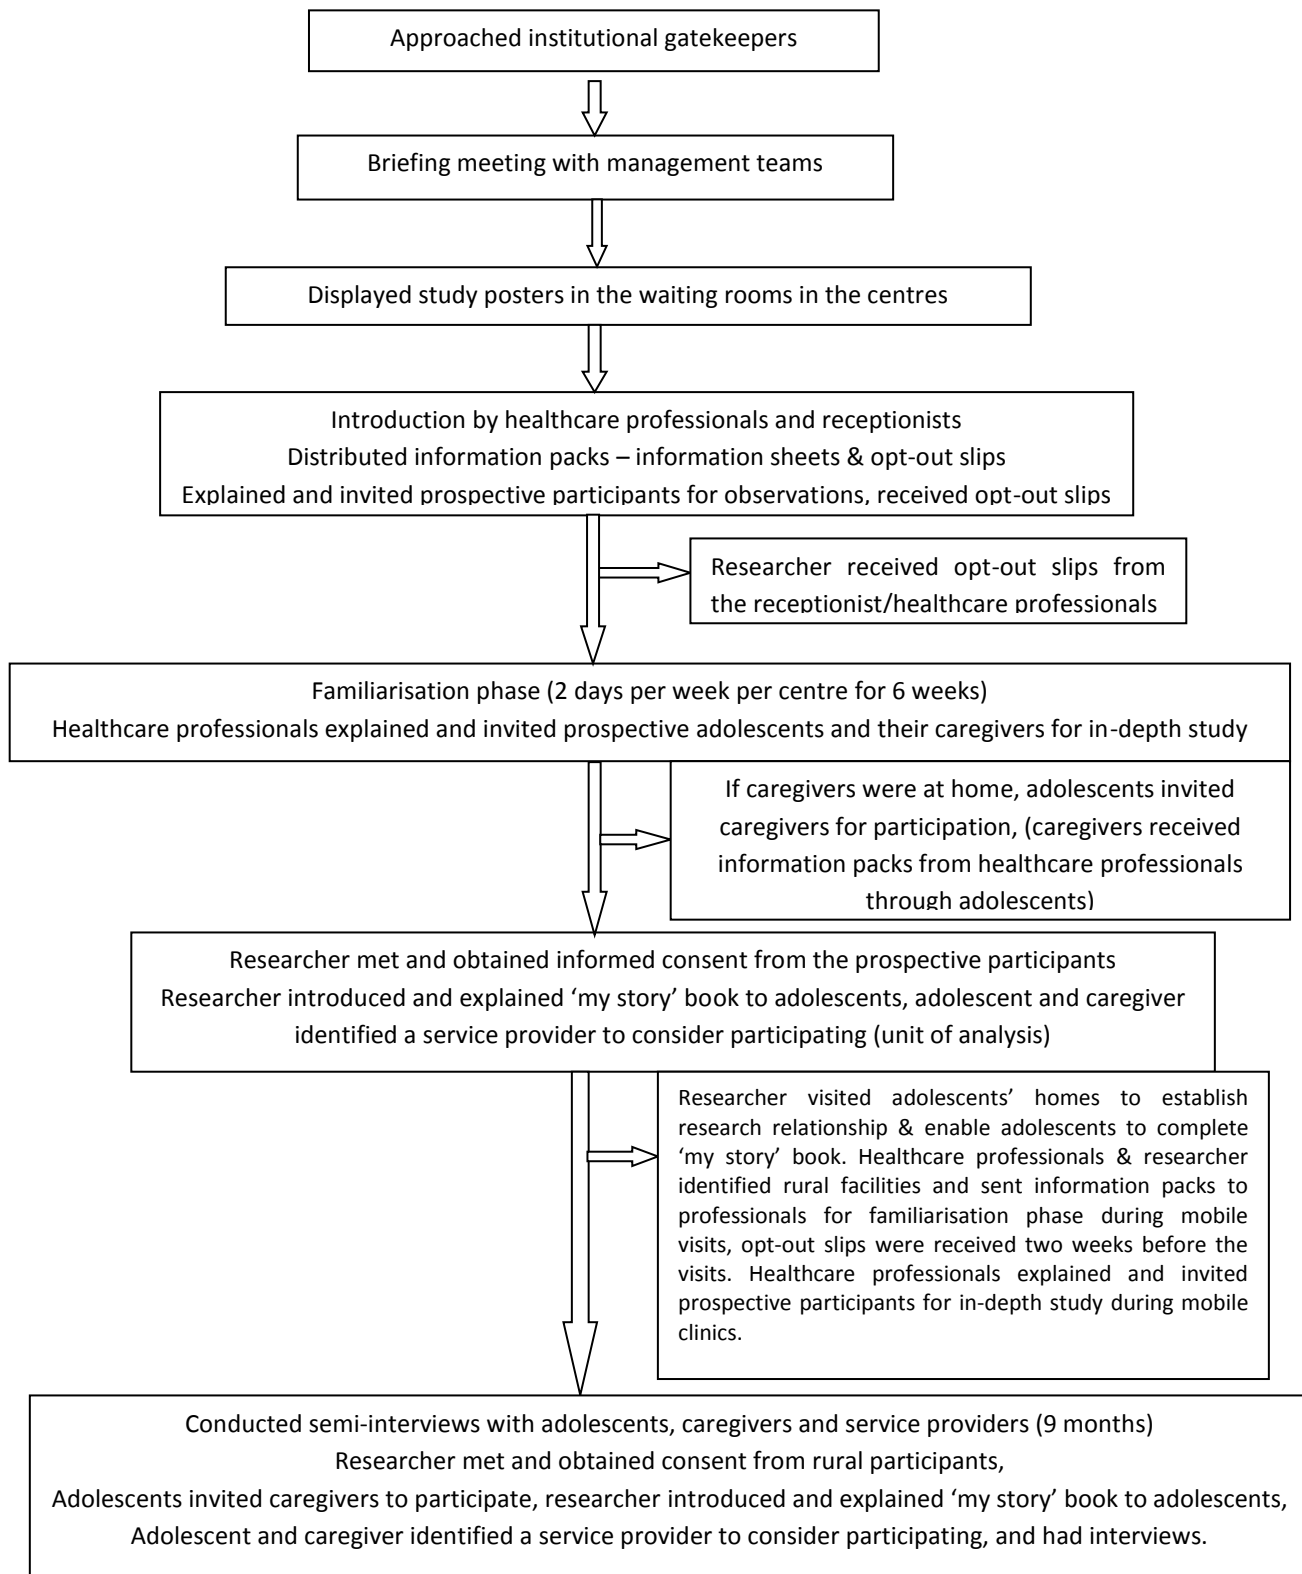 Approached institutional gatekeepers
Briefing meeting with management teams
Displayed study posters in the waiting rooms in the centres
Introduction by healthcare professionals and receptionists
Distributed information packs – information sheets & opt-out slips
Explained and invited prospective participants for observations, received opt-out slips
Researcher received opt-out slips from
the receptionist/healthcare professionals
Familiarisation phase (2 days per week per centre for 6 weeks)
Healthcare professionals explained and invited prospective adolescents and their caregivers for in-depth study
If caregivers were at home, adolescents invited
caregivers for participation, (caregivers received
information packs from healthcare professionals
through adolescents)
Researcher met and obtained informed consent from the prospective participants
Researcher introduced and explained ‘my story’ book to adolescents, adolescent and caregiver
identified a service provider to consider participating (unit of analysis)
Researcher visited adolescents’ homes to establish
research relationship & enable adolescents to complete
‘my story’ book. Healthcare professionals & researcher
identified rural facilities and sent information packs to
professionals for familiarisation phase during mobile
visits, opt-out slips were received two weeks before the
visits. Healthcare professionals explained and invited
prospective participants for in-depth study during mobile
clinics.
Conducted semi-interviews with adolescents, caregivers and service providers (9 months)
Researcher met and obtained consent from rural participants,
Adolescents invited caregivers to participate, researcher introduced and explained ‘my story’ book to adolescents,
Adolescent and caregiver identified a service provider to consider participating, and had interviews.